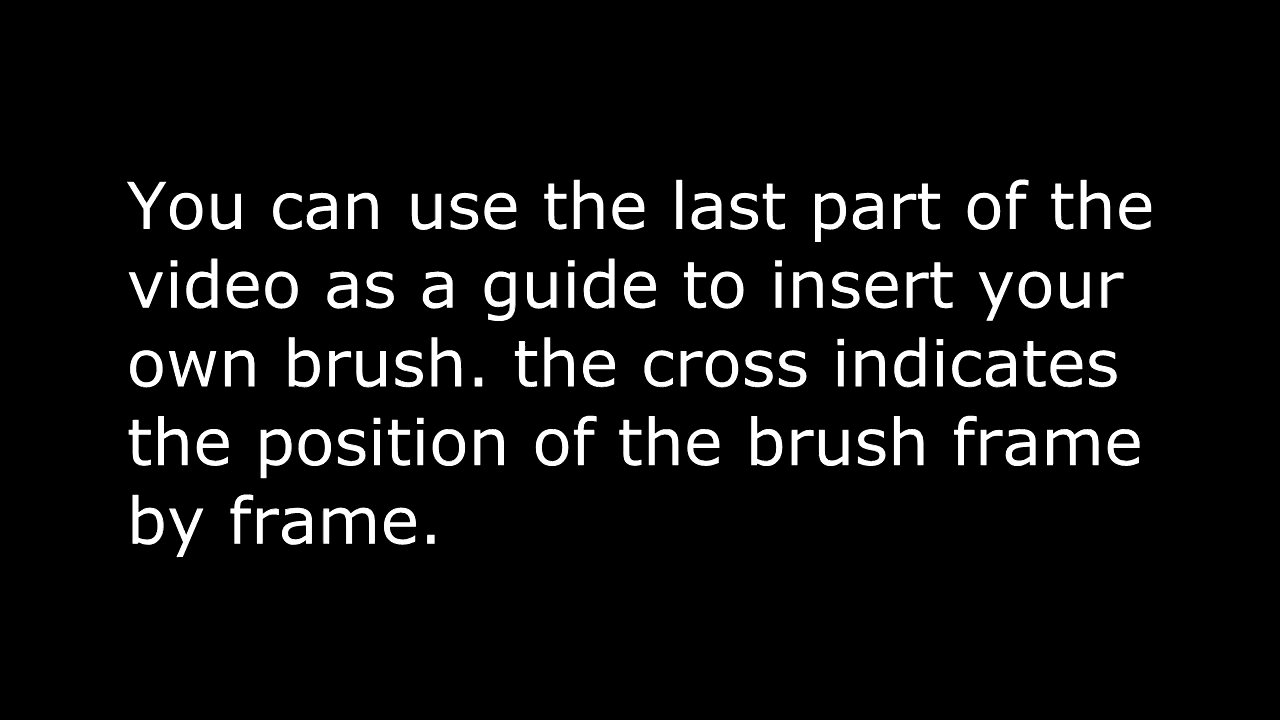 You can use the last part of the
video as a guide to insert your
own brush. the cross indicates
the position of the brush frame
by frame.